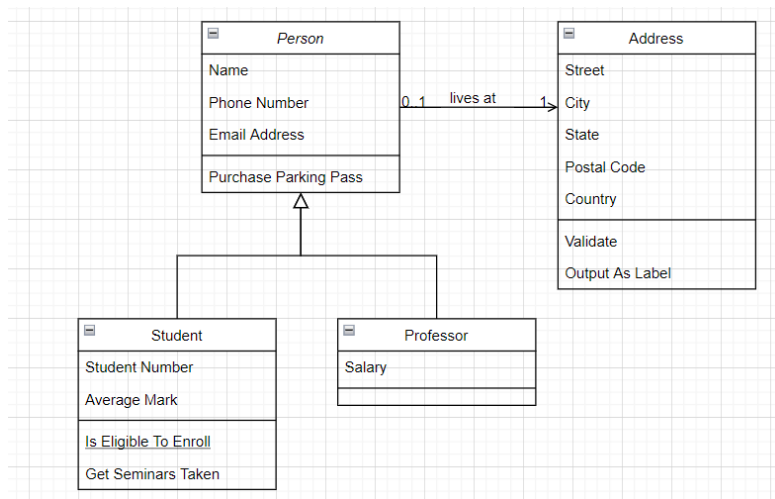 Person
Name
Phone Number
Email Address
Purchase Parking Pass
0..1 lives at 1
Address
Street
City
State
Postal Code
Country
Validate
Output As Label
Student
Student Number
Average Mark
Is Eligible To Enroll
Get Seminars Taken
Professor
Salary